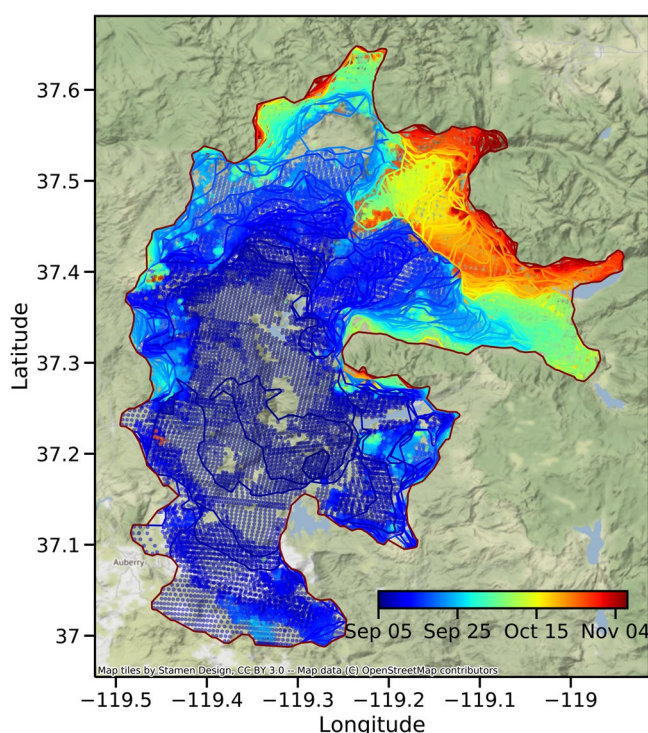 37.6
37.5
37.4
37.3
37.2
37.1
37
Latitude
Auberry
Sep 05 Sep 25 Oct 15 Nov 04
Map tiles by Stamen Design, CC BY 3.0 -- Map data (C) OpenStreetMap contributors
−119.5 −119.4 −119.3 −119.2 −119.1 −119
Longitude